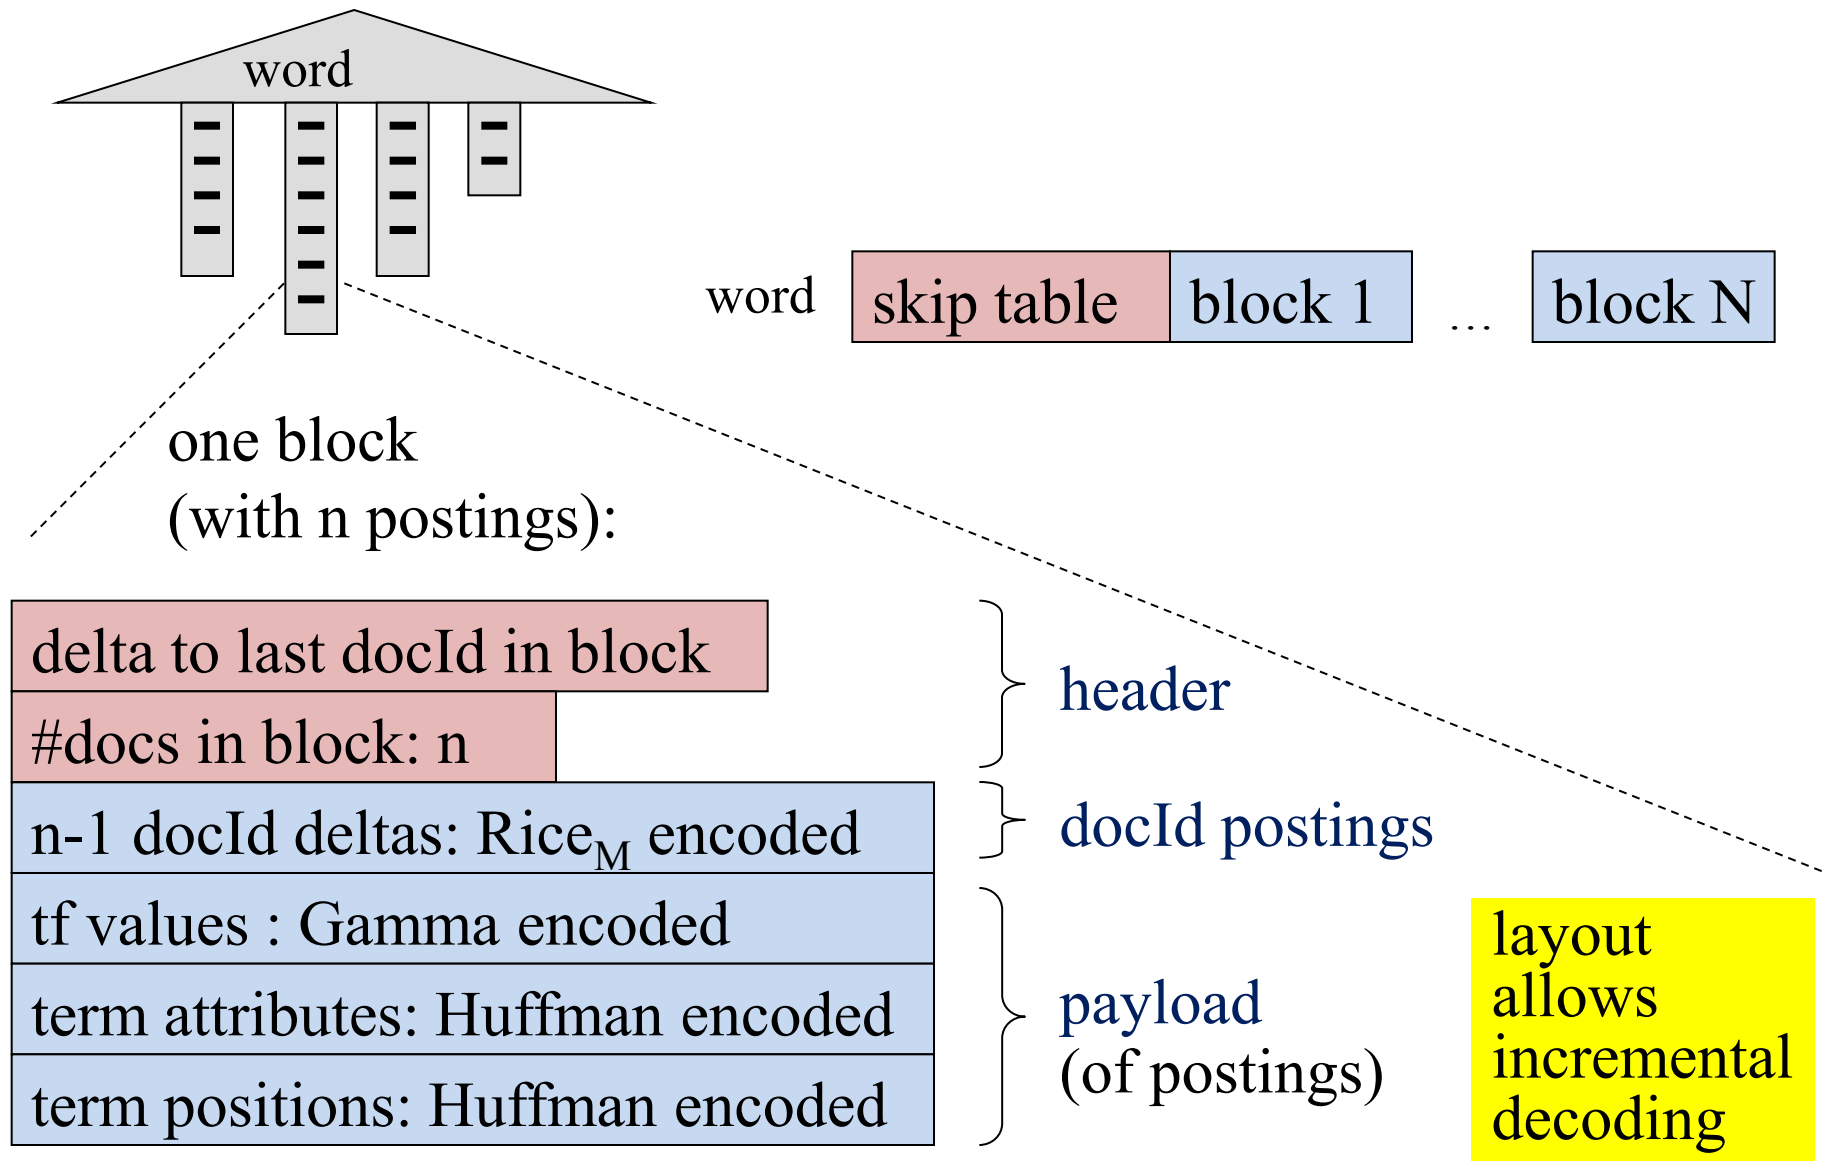 word
word
skip table
block 1
...
block N
one block
(with n postings):
delta to last docId in block
#docs in block: n
header
n-1 docId deltas: Rice_M encoded
docId postings
tf values : Gamma encoded
term attributes: Huffman encoded
term positions: Huffman encoded
payload
(of postings)
layout
allows
incremental
decoding